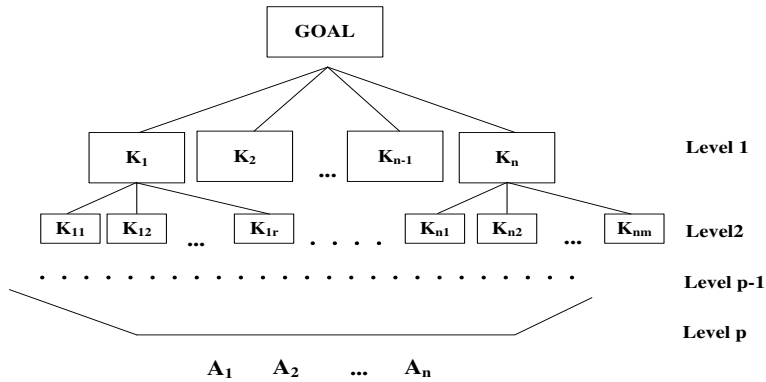 GOAL
K1 K2 ... Kn-1 Kn Level 1
K11 K12 ... K1r . . . . Kn1 Kn2 ... Knm Level2
. . . . . . . . . . . . . . . . . . . . . . . . . . . . . . Level p-1
Level p
A1 A2 ... An